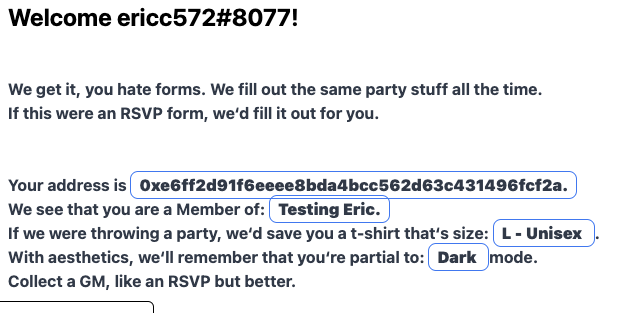 Welcome ericc572#8077!
We get it, you hate forms. We fill out the same party stuff all the time.
If this were an RSVP form, we‘d fill it out for you.
Your address is 0xe6ff2d91f6eeee8bda4bcc562d63c431496fcf2a.
We see that you are a Member of: Testing Eric.
If we were throwing a party, we‘d save you a t-shirt that‘s size: L - Unisex .
With aesthetics, we‘ll remember that you‘re partial to: Dark mode.
Collect a GM, like an RSVP but better.